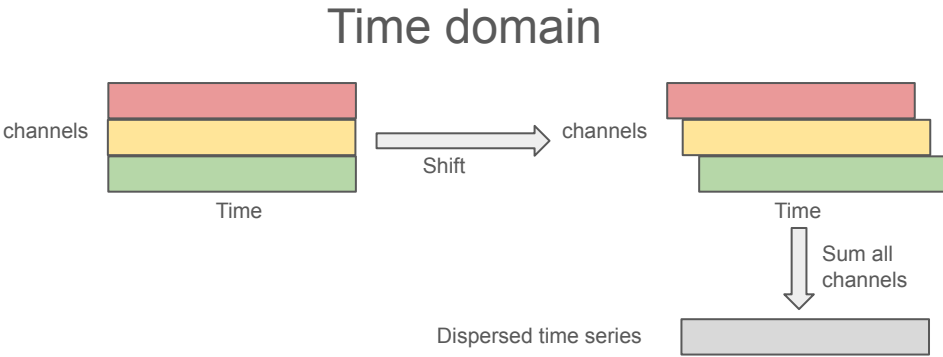 Time domain
channels
Shift
channels
Time
Time
Sum all
channels
Dispersed time series